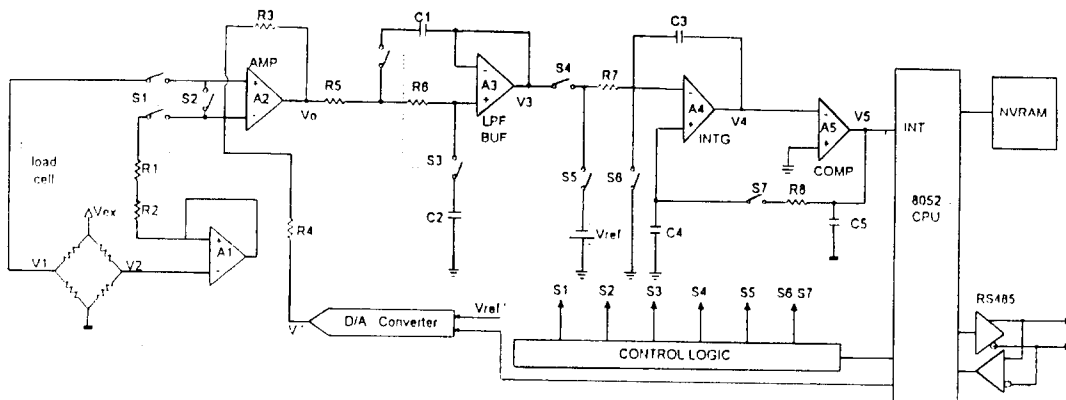 R3
C1
C3
AMP
S1
S2
A2
Vo
R5
R6
A3
V3
LPF
BUF
S4
R7
A4
V4
INTG
A5
V5
COMP
INT
NVRAM
8052
CPU
load
cell
R1
R2
Vex
V1
V2
A1
R4
S3
C2
S5
Vref
S6
C4
S7
R8
C5
D/A Converter
Vref'
S1
S2
S3
S4
S5
S6 S7
CONTROL LOGIC
RS485